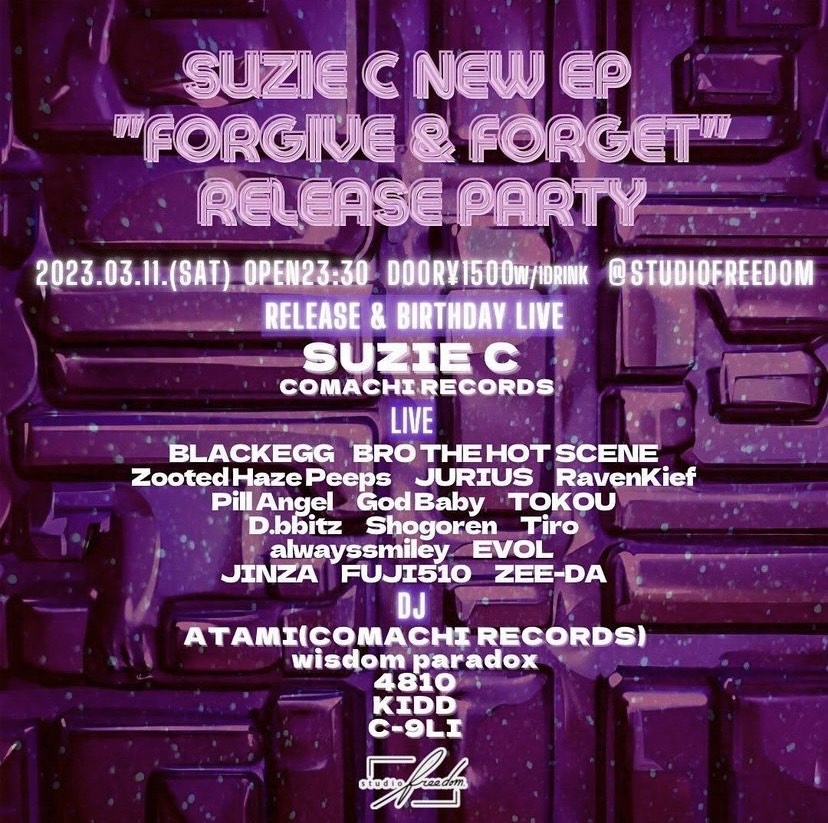 SUZIE C NEW EP
"'FORGIVE & FORGET"'
RELEASE PARTY
2023.03.11.(SAT) OPEN23:30 DOOR¥1500W/1DRINK @STUDIOFREEDOM
RELEASE & BIRTHDAY LIVE
SUZIE C
COMACHI RECORDS
LIVE
BLACKEGG BRO THE HOT SCENE
Zooted Haze Peeps JURIUS RavenKief
Pill Angel God Baby TOKOU
D.bbitz Shogoren Tiro
alwayssmiley EVOL
JINZA FUJI510 ZEE-DA
DJ
ATAMI(COMACHI RECORDS)
wisdom paradox
4810
KIDD
C-9LI
studio freedom.